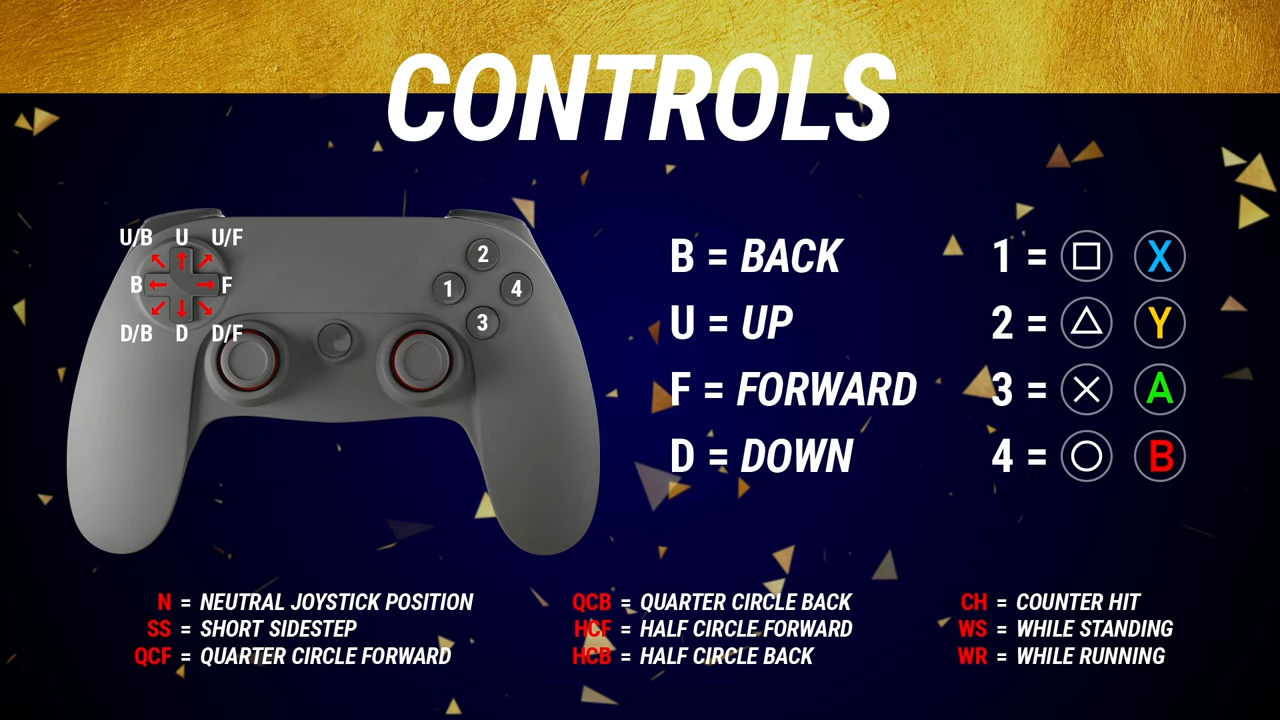 CONTROLS
U/B U U/F
B F
D/B D D/F
2
1 4
3
B = BACK
U = UP
F = FORWARD
D = DOWN
1 = X
2 = Y
3 = A
4 = B
N = NEUTRAL JOYSTICK POSITION
SS = SHORT SIDESTEP
QCF = QUARTER CIRCLE FORWARD
QCB = QUARTER CIRCLE BACK
HCF = HALF CIRCLE FORWARD
HCB = HALF CIRCLE BACK
CH = COUNTER HIT
WS = WHILE STANDING
WR = WHILE RUNNING